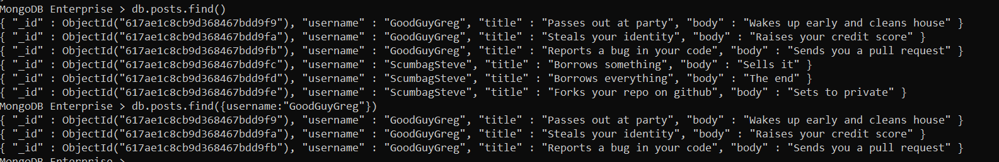 MongoDB Enterprise > db.posts.find()
{ "_id" : ObjectId("617ae1c8cb9d368467bdd9f9"), "username" : "GoodGuyGreg", "title" : "Passes out at party", "body" : "Wakes up early and cleans house" }
{ "_id" : ObjectId("617ae1c8cb9d368467bdd9fa"), "username" : "GoodGuyGreg", "title" : "Steals your identity", "body" : "Raises your credit score" }
{ "_id" : ObjectId("617ae1c8cb9d368467bdd9fb"), "username" : "GoodGuyGreg", "title" : "Reports a bug in your code", "body" : "Sends you a pull request" }
{ "_id" : ObjectId("617ae1c8cb9d368467bdd9fc"), "username" : "ScumbagSteve", "title" : "Borrows something", "body" : "Sells it" }
{ "_id" : ObjectId("617ae1c8cb9d368467bdd9fd"), "username" : "ScumbagSteve", "title" : "Borrows everything", "body" : "The end" }
{ "_id" : ObjectId("617ae1c8cb9d368467bdd9fe"), "username" : "ScumbagSteve", "title" : "Forks your repo on github", "body" : "Sets to private" }
MongoDB Enterprise > db.posts.find({username:"GoodGuyGreg"})
{ "_id" : ObjectId("617ae1c8cb9d368467bdd9f9"), "username" : "GoodGuyGreg", "title" : "Passes out at party", "body" : "Wakes up early and cleans house" }
{ "_id" : ObjectId("617ae1c8cb9d368467bdd9fa"), "username" : "GoodGuyGreg", "title" : "Steals your identity", "body" : "Raises your credit score" }
{ "_id" : ObjectId("617ae1c8cb9d368467bdd9fb"), "username" : "GoodGuyGreg", "title" : "Reports a bug in your code", "body" : "Sends you a pull request" }
MongoDB Enterprise >